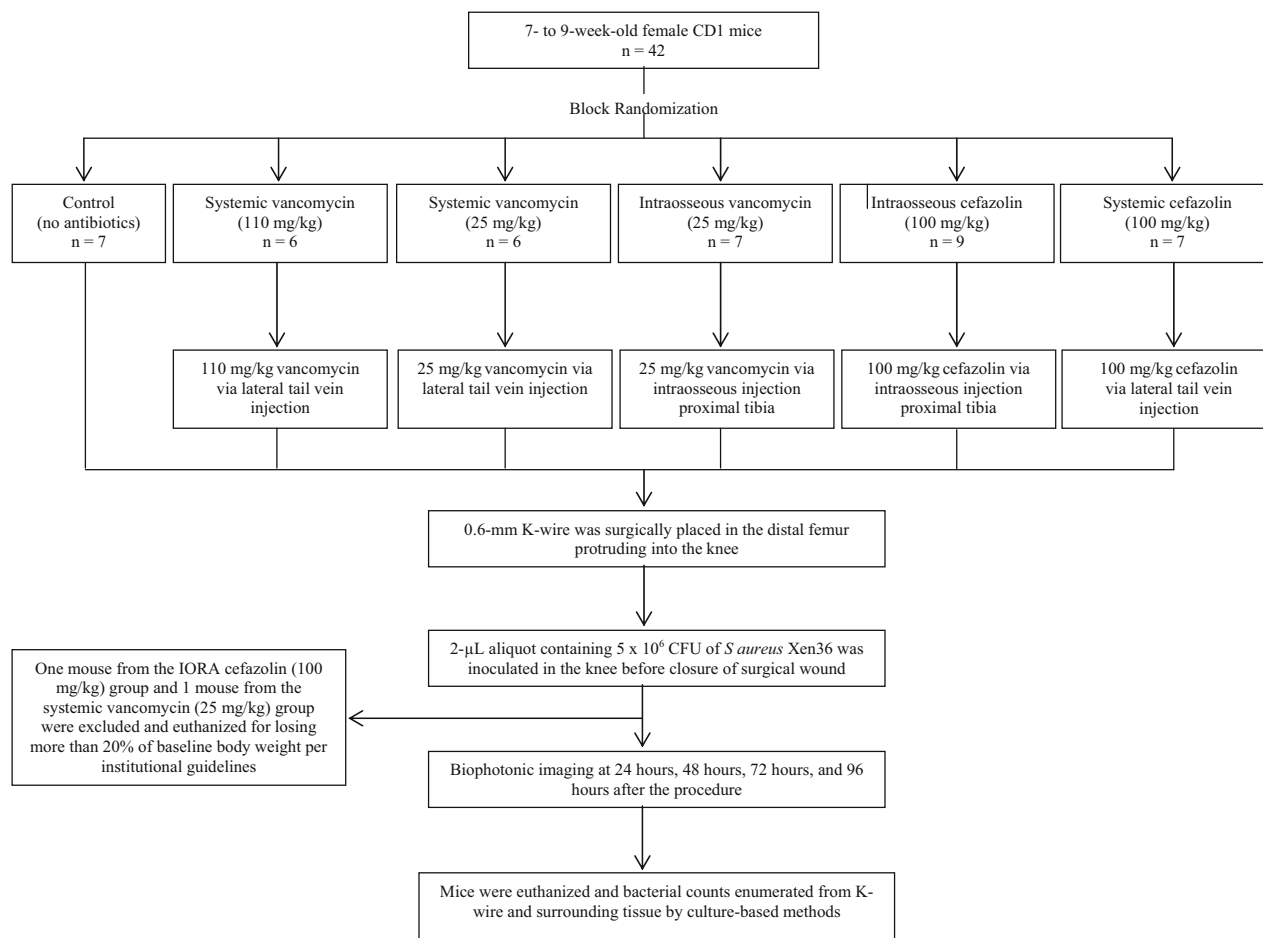 7- to 9-week-old female CD1 mice
n = 42
Block Randomization
Control
(no antibiotics)
n = 7
Systemic vancomycin
(110 mg/kg)
n = 6
Systemic vancomycin
(25 mg/kg)
n = 6
Intraosseous vancomycin
(25 mg/kg)
n = 7
Intraosseous cefazolin
(100 mg/kg)
n = 9
Systemic cefazolin
(100 mg/kg)
n = 7
110 mg/kg vancomycin
via lateral tail vein
injection
25 mg/kg vancomycin via
lateral tail vein injection
25 mg/kg vancomycin via
intraosseous injection
proximal tibia
100 mg/kg cefazolin via
intraosseous injection
proximal tibia
100 mg/kg cefazolin
via lateral tail vein
injection
0.6-mm K-wire was surgically placed in the distal femur
protruding into the knee
2-µL aliquot containing 5 x 10⁶ CFU of S aureus Xen36 was
inoculated in the knee before closure of surgical wound
One mouse from the IORA cefazolin (100
mg/kg) group and 1 mouse from the
systemic vancomycin (25 mg/kg) group
were excluded and euthanized for losing
more than 20% of baseline body weight per
institutional guidelines
Biophotonic imaging at 24 hours, 48 hours, 72 hours, and 96
hours after the procedure
Mice were euthanized and bacterial counts enumerated from K-
wire and surrounding tissue by culture-based methods